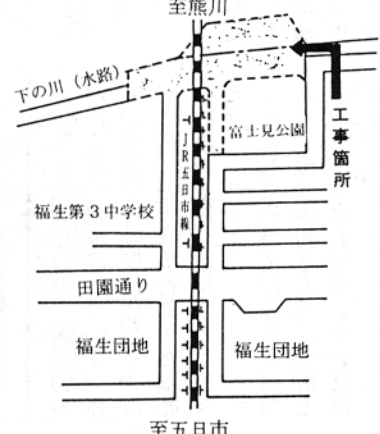 至熊川
下の川(水路)
工事箇所
富士見公園
JR五日市線
福生第3中学校
田園通り
福生団地
福生団地
至五日市